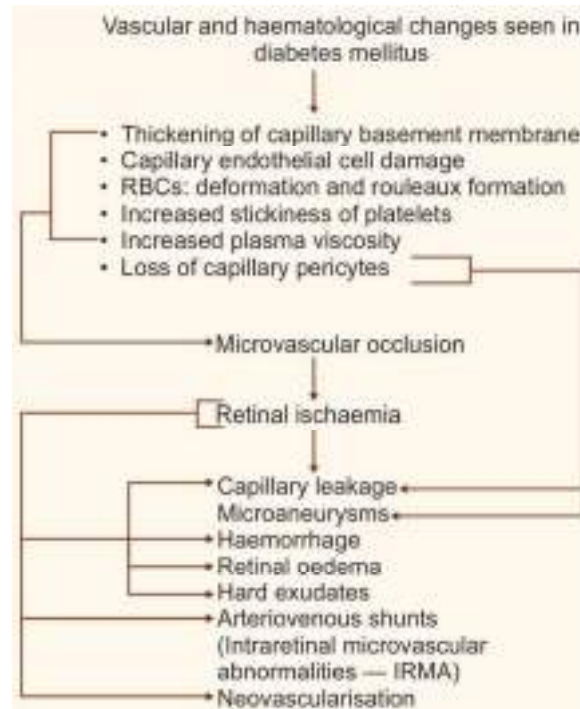 Vascular and haematological changes seen in
diabetes mellitus
• Thickening of capillary basement membrane
• Capillary endothelial cell damage
• RBCs: deformation and rouleaux formation
• Increased stickiness of platelets
• Increased plasma viscosity
• Loss of capillary pericytes
Microvascular occlusion
Retinal ischaemia
Capillary leakage
Microaneurysms
Haemorrhage
Retinal oedema
Hard exudates
Arteriovenous shunts
(Intraretinal microvascular
abnormalities — IRMA)
Neovascularisation